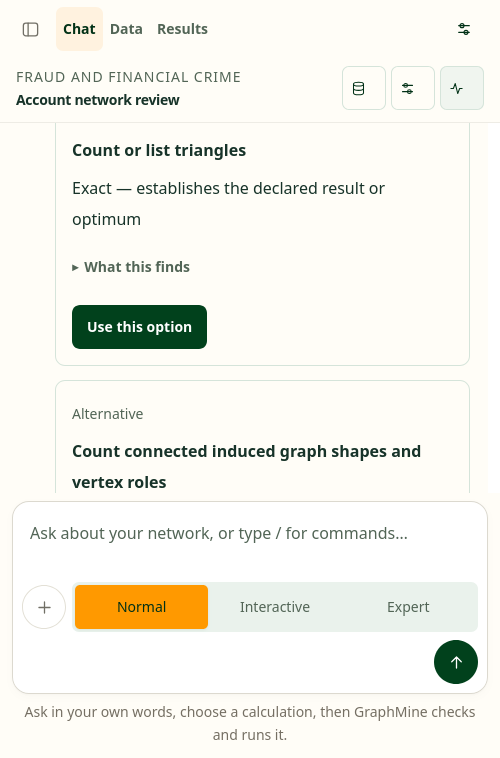 Chat Data Results
FRAUD AND FINANCIAL CRIME
Account network review
Count or list triangles
Exact — establishes the declared result or
optimum
▸ What this finds
Use this option
Alternative
Count connected induced graph shapes and
vertex roles
Ask about your network, or type / for commands...
Normal Interactive Expert
Ask in your own words, choose a calculation, then GraphMine checks
and runs it.